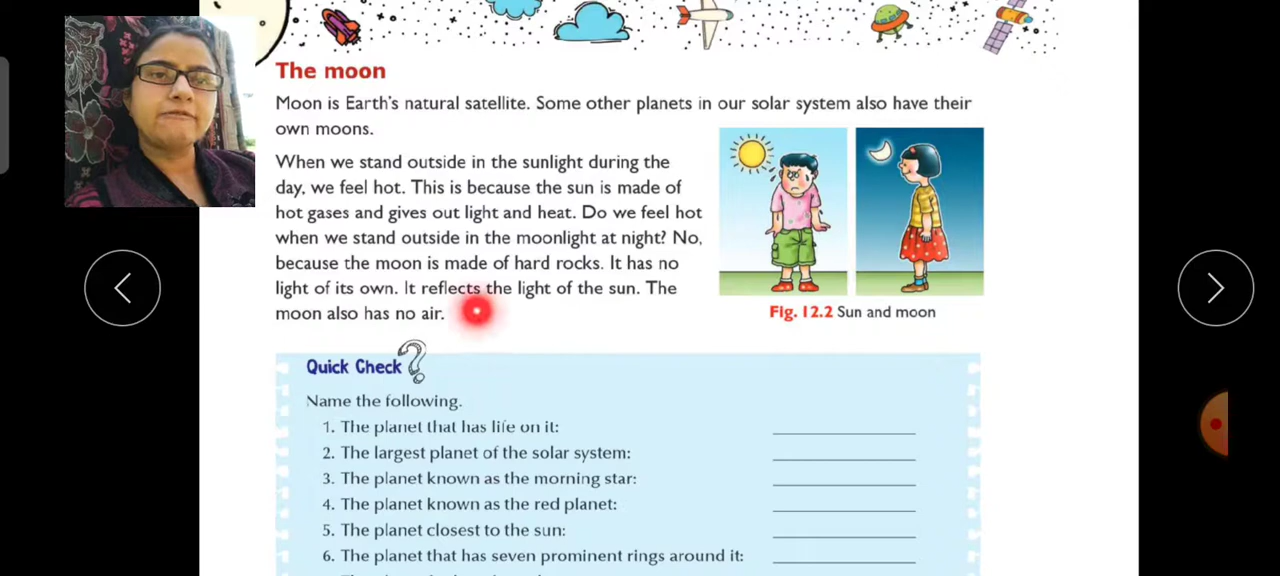 The moon
Moon is Earth's natural satellite. Some other planets in our solar system also have their
own moons.
When we stand outside in the sunlight during the
day, we feel hot. This is because the sun is made of
hot gases and gives out light and heat. Do we feel hot
when we stand outside in the moonlight at night? No,
because the moon is made of hard rocks. It has no
light of its own. It reflects the light of the sun. The
moon also has no air.
Fig. 12.2 Sun and moon
Quick Check ?
Name the following.
1. The planet that has life on it:
2. The largest planet of the solar system:
3. The planet known as the morning star:
4. The planet known as the red planet:
5. The planet closest to the sun:
6. The planet that has seven prominent rings around it: